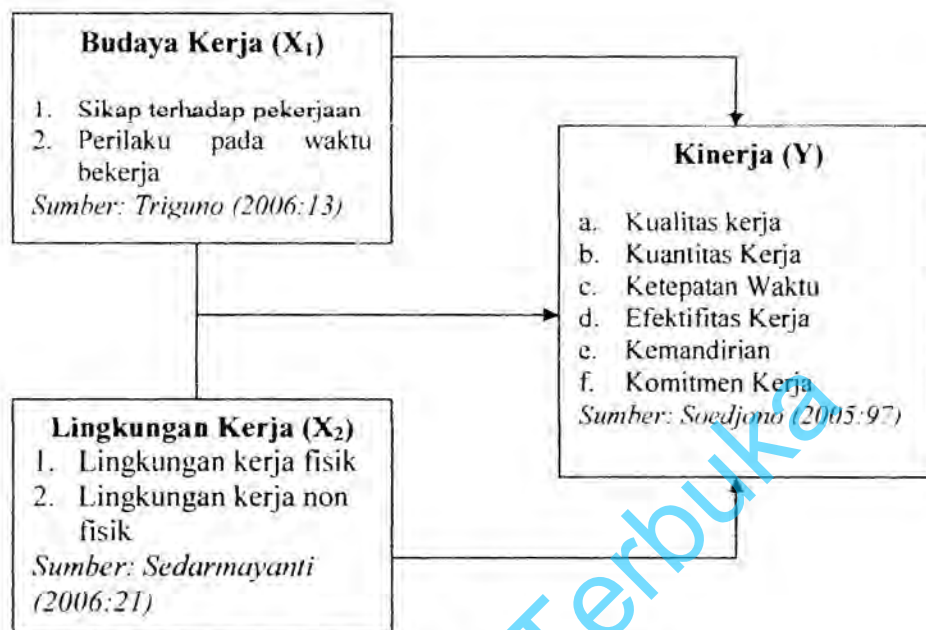 Budaya Kerja (X₁)
1. Sikap terhadap pekerjaan
2. Perilaku pada waktu
bekerja
Sumber: Triguno (2006:13)
Lingkungan Kerja (X₂)
1. Lingkungan kerja fisik
2. Lingkungan kerja non
fisik
Sumber: Sedarmayanti
(2006:21)
Kinerja (Y)
a. Kualitas kerja
b. Kuantitas Kerja
c. Ketepatan Waktu
d. Efektifitas Kerja
e. Kemandirian
f. Komitmen Kerja
Sumber: Soedjono (2005:97)
Terbuka